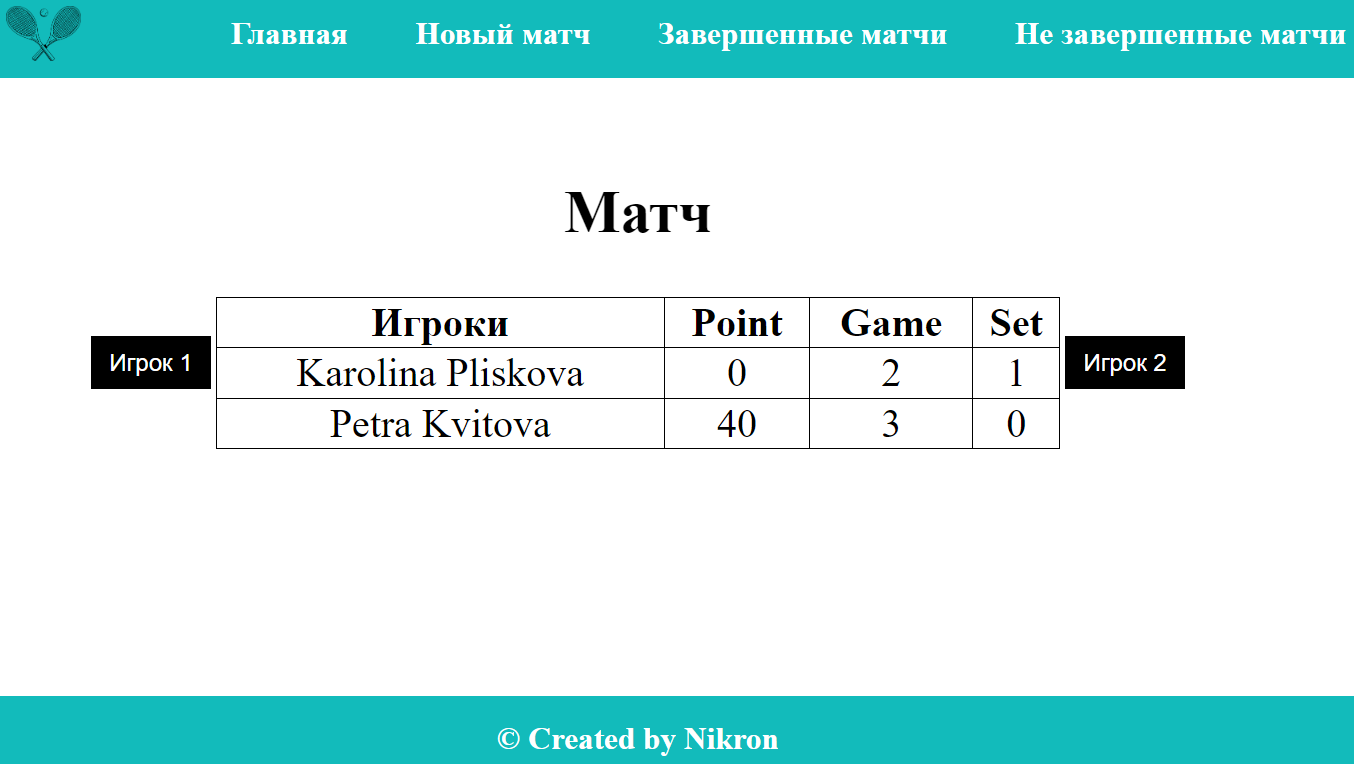 Главная Новый матч Завершенные матчи Не завершенные матчи
Матч
Игроки Point Game Set
Игрок 1 Karolina Pliskova 0 2 1 Игрок 2
Petra Kvitova 40 3 0
© Created by Nikron